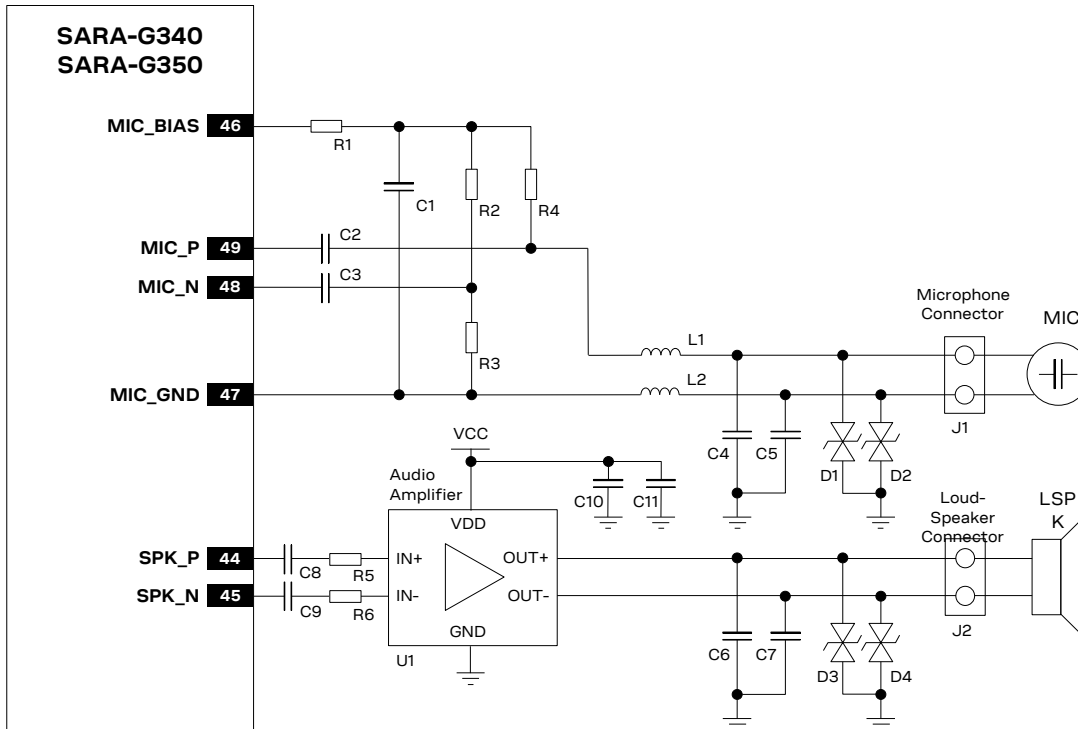 SARA-G340
SARA-G350
MIC_BIAS 46
R1
C1
R2
R4
MIC_P 49
C2
MIC_N 48
C3
R3
Microphone
Connector
MIC
L1
MIC_GND 47
L2
J1
VCC
C4
C5
D1
D2
Audio
Amplifier
C10
C11
Loud-
Speaker
Connector
LSP
K
VDD
SPK_P 44
C8
R5
IN+
OUT+
SPK_N 45
C9
R6
IN-
OUT-
GND
U1
J2
C6
C7
D3
D4